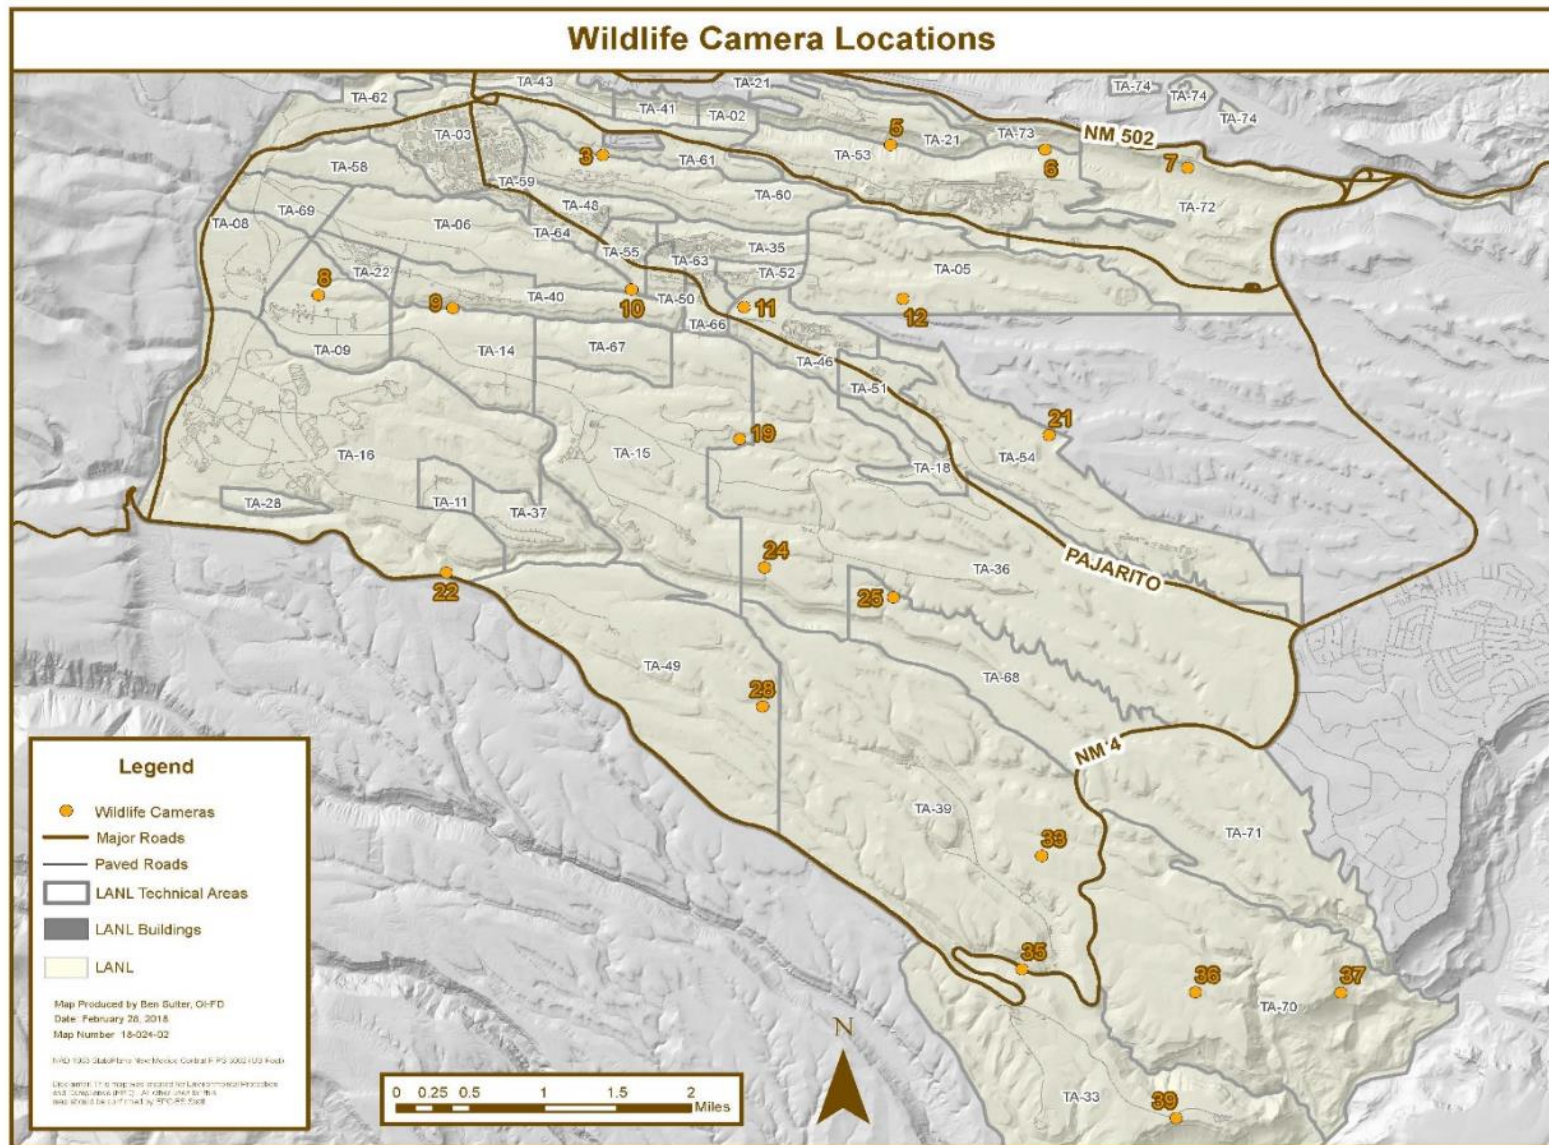 Wildlife Camera Locations
TA-43
TA-21
TA-74
TA-74
TA-74
TA-62
TA-41
TA-02
TA-03
5
TA-21
TA-73
NM 502
3
TA-61
TA-53
6
7
TA-58
TA-59
TA-60
TA-72
TA-08
TA-69
TA-06
TA-48
TA-64
TA-55
TA-35
TA-63
TA-52
TA-05
8
TA-22
9
TA-40
10
TA-50
11
12
TA-66
TA-09
TA-14
TA-67
TA-46
TA-51
19
21
TA-16
TA-15
TA-18
TA-54
TA-28
TA-11
TA-37
24
TA-36
PAJARITO
22
25
TA-49
TA-68
28
NM 4
TA-39
33
TA-71
35
36
37
TA-70
TA-33
39
Legend
Wildlife Cameras
Major Roads
Paved Roads
LANL Technical Areas
LANL Buildings
LANL
Map Produced by Ben Sutter, OI-FD
Date: February 28, 2018
Map Number 18-024-02
N
0 0.25 0.5 1 1.5 2
Miles